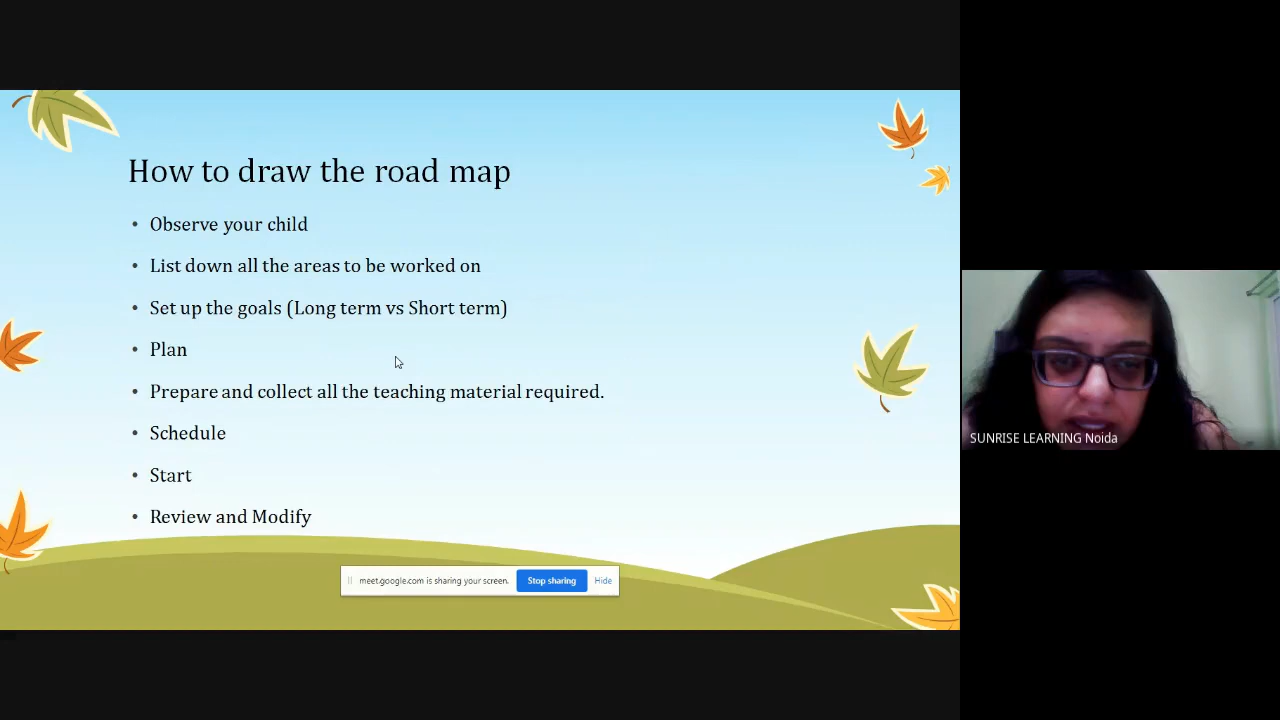 How to draw the road map
• Observe your child
• List down all the areas to be worked on
• Set up the goals (Long term vs Short term)
• Plan
• Prepare and collect all the teaching material required.
• Schedule
• Start
• Review and Modify
meet.google.com is sharing your screen. Stop sharing Hide
SUNRISE LEARNING Noida